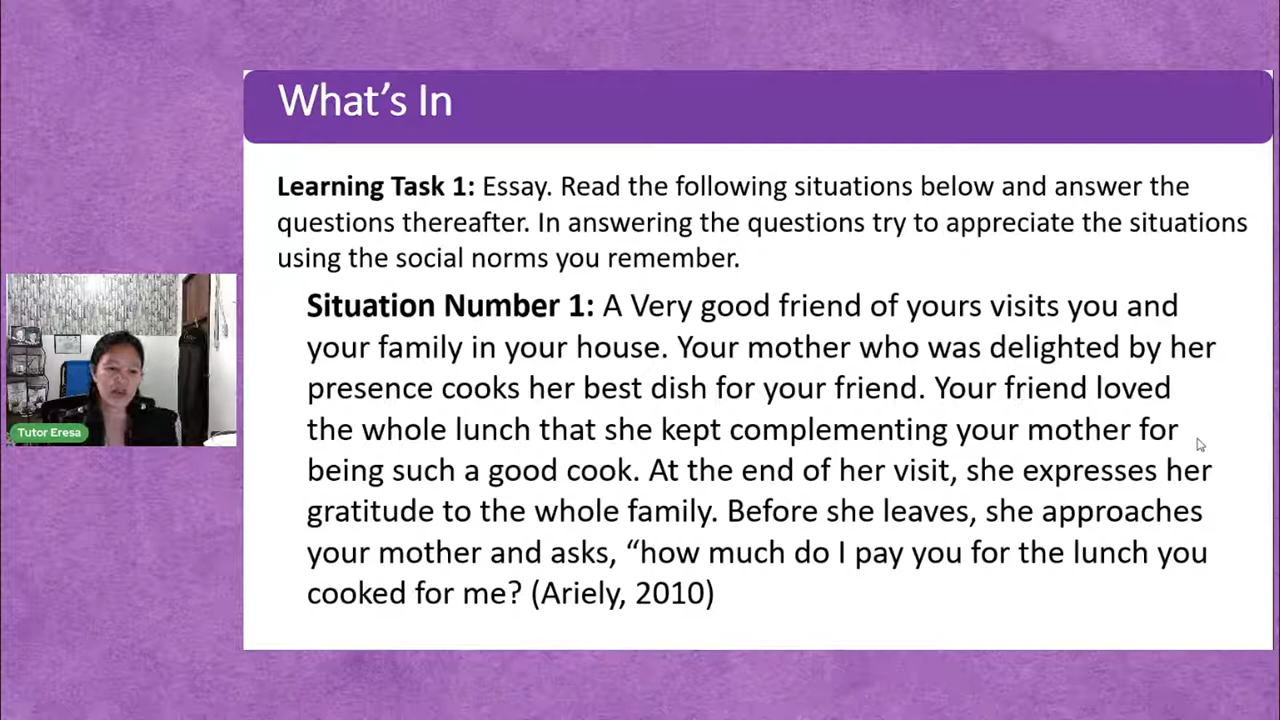 What's In
Learning Task 1: Essay. Read the following situations below and answer the
questions thereafter. In answering the questions try to appreciate the situations
using the social norms you remember.
Situation Number 1: A Very good friend of yours visits you and
your family in your house. Your mother who was delighted by her
presence cooks her best dish for your friend. Your friend loved
the whole lunch that she kept complementing your mother for
being such a good cook. At the end of her visit, she expresses her
gratitude to the whole family. Before she leaves, she approaches
your mother and asks, “how much do I pay you for the lunch you
cooked for me? (Ariely, 2010)
Tutor Eresa